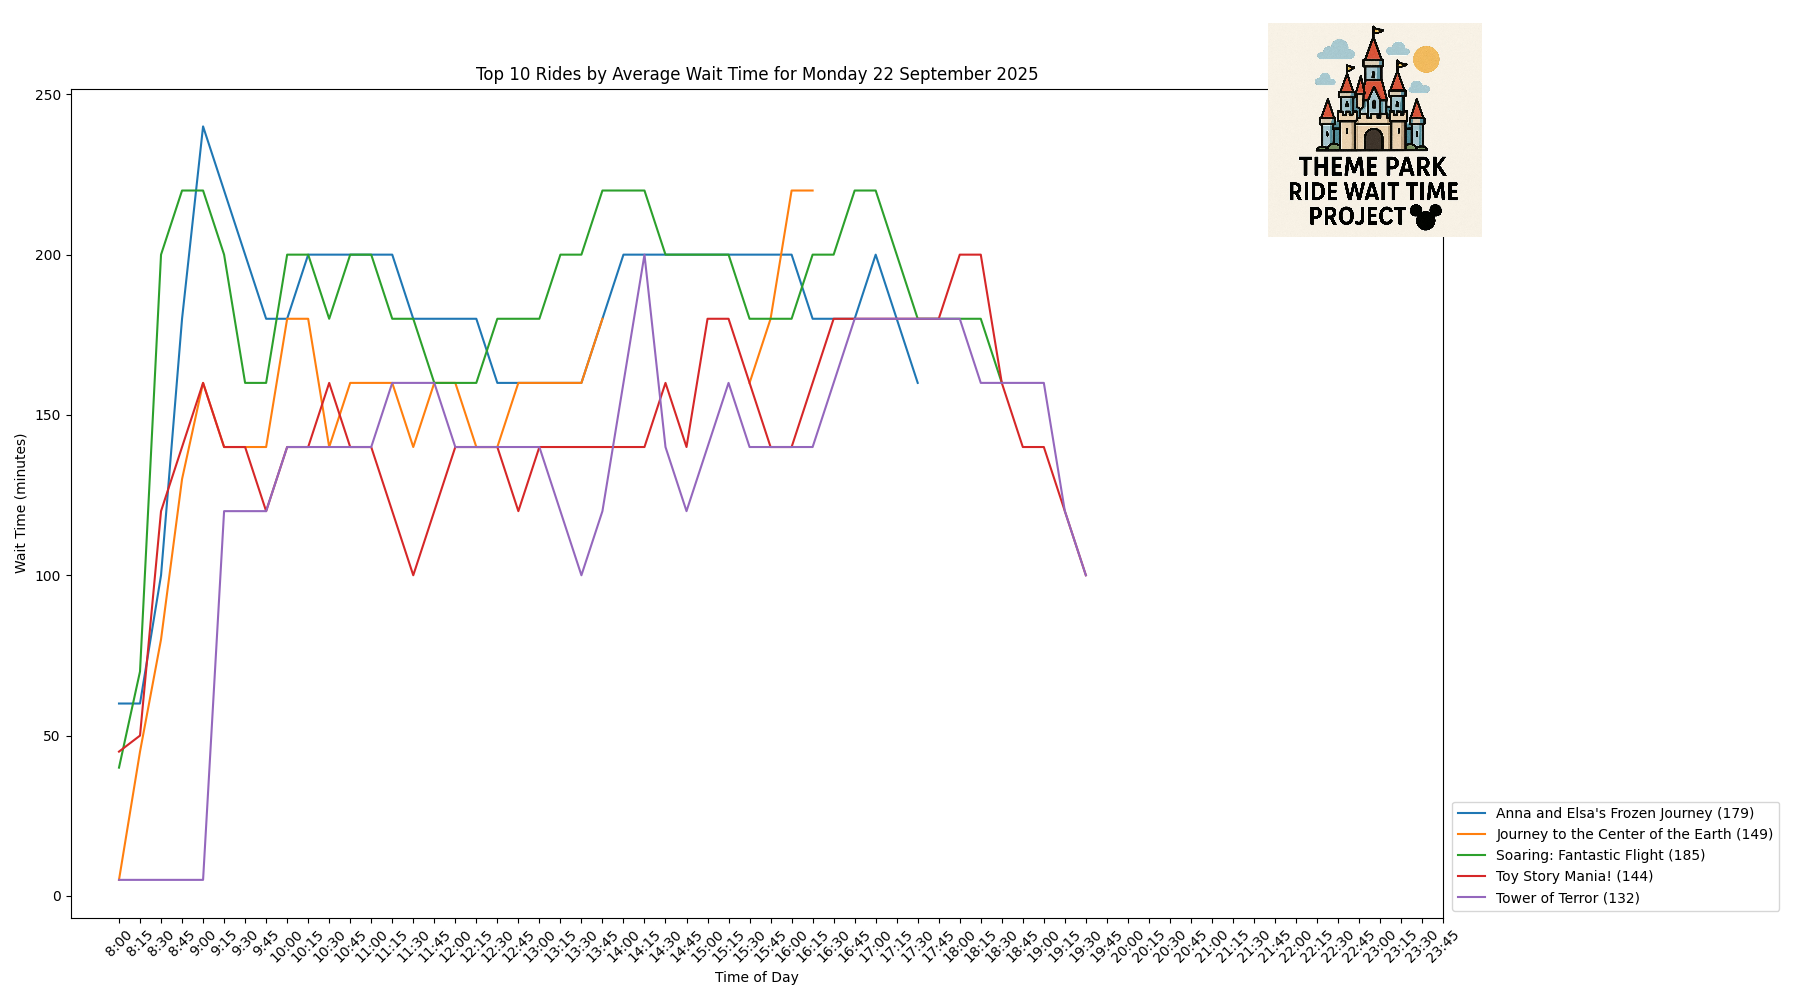 Top 10 Rides by Average Wait Time for Monday 22 September 2025
THEME PARK
RIDE WAIT TIME
PROJECT
250
200
150
100
50
0
Wait Time (minutes)
8:00 8:15 8:30 8:45 9:00 9:15 9:30 9:45 10:00 10:15 10:30 10:45 11:00 11:15 11:30 11:45 12:00 12:15 12:30 12:45 13:00 13:15 13:30 13:45 14:00 14:15 14:30 14:45 15:00 15:15 15:30 15:45 16:00 16:15 16:30 16:45 17:00 17:15 17:30 17:45 18:00 18:15 18:30 18:45 19:00 19:15 19:30 19:45 20:00 20:15 20:30 20:45 21:00 21:15 21:30 21:45 22:00 22:15 22:30 22:45 23:00 23:15 23:30 23:45
Time of Day
Anna and Elsa's Frozen Journey (179)
Journey to the Center of the Earth (149)
Soaring: Fantastic Flight (185)
Toy Story Mania! (144)
Tower of Terror (132)